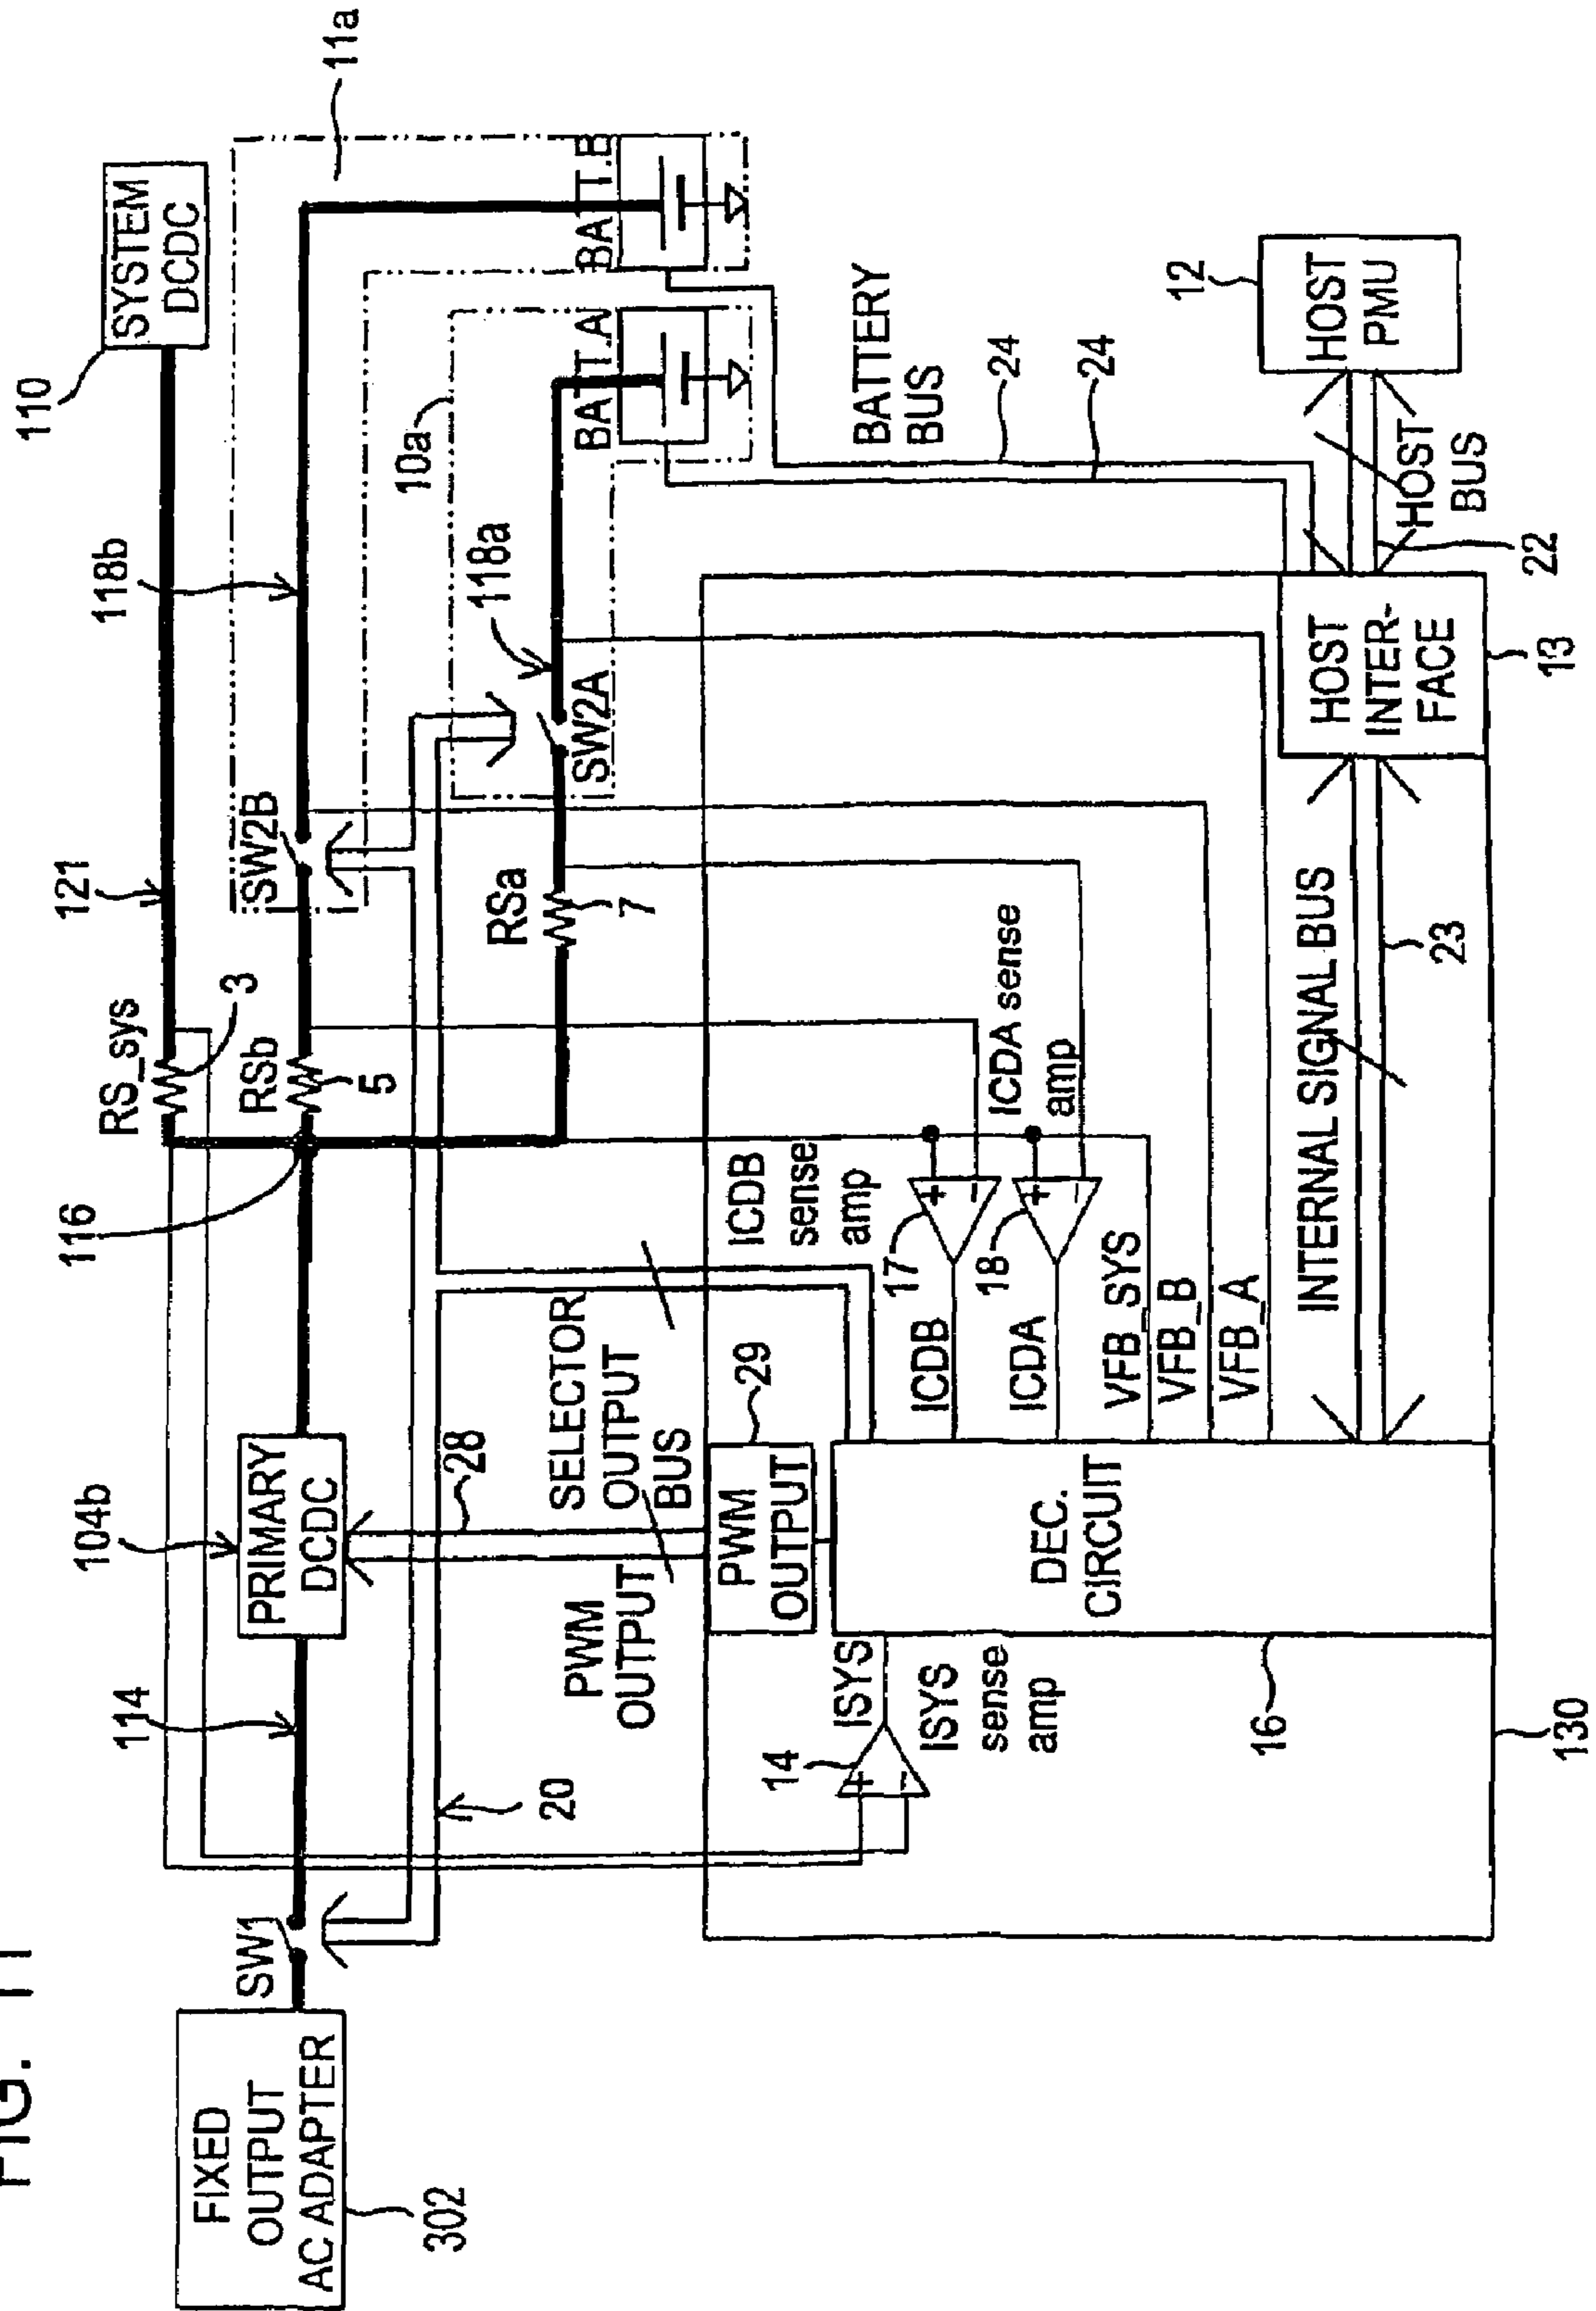 FIG. 11
FIXED
OUTPUT
AC ADAPTER
302
SW1
114
20
104b
PRIMARY
DCDC
28
116
RS_sys
3
RSb
5
RSa
7
121
SW2B
118b
118a
SW2A
10a
110
SYSTEM
DCDC
11a
BATT.A
BATT.B
BATTERY
BUS
24
24
12
HOST
PMU
HOST
BUS
22
HOST
INTER-
FACE
13
INTERNAL SIGNAL BUS
23
SELECTOR
OUTPUT
BUS
PWM
OUTPUT
29
PWM
OUTPUT
DEC.
CIRCUIT
16
130
14
ISYS
ISYS
sense
amp
ICDB
sense
amp
17
ICDA sense
amp
18
ICDB
ICDA
VFB_SYS
VFB_B
VFB_A